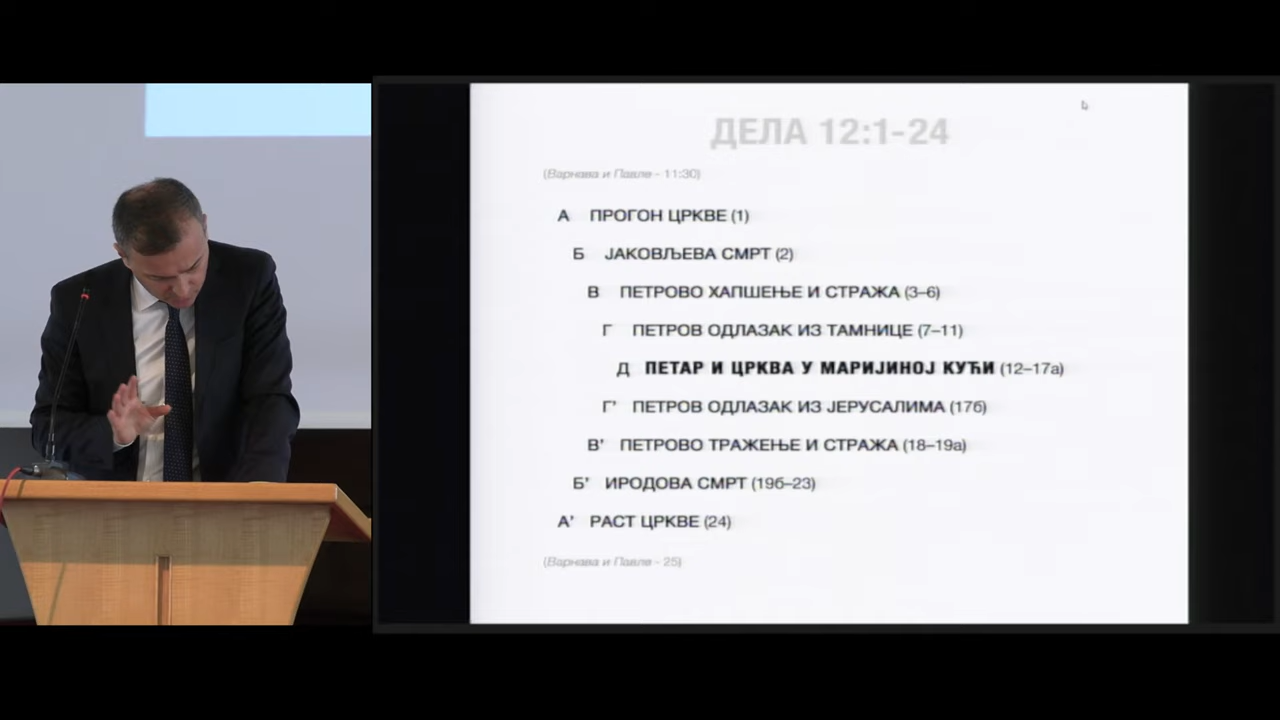 ДЕЛА 12:1-24
(Варнава и Павле - 11:30)
А ПРОГОН ЦРКВЕ (1)
Б ЈАКОВЉЕВА СМРТ (2)
В ПЕТРОВО ХАПШЕЊЕ И СТРАЖА (3–6)
Г ПЕТРОВ ОДЛАЗАК ИЗ ТАМНИЦЕ (7–11)
Д ПЕТАР И ЦРКВА У МАРИЈИНОЈ КУЋИ (12–17а)
Г’ ПЕТРОВ ОДЛАЗАК ИЗ ЈЕРУСАЛИМА (17б)
В’ ПЕТРОВО ТРАЖЕЊЕ И СТРАЖА (18–19а)
Б’ ИРОДОВА СМРТ (19б–23)
А’ РАСТ ЦРКВЕ (24)
(Варнава и Павле - 25)